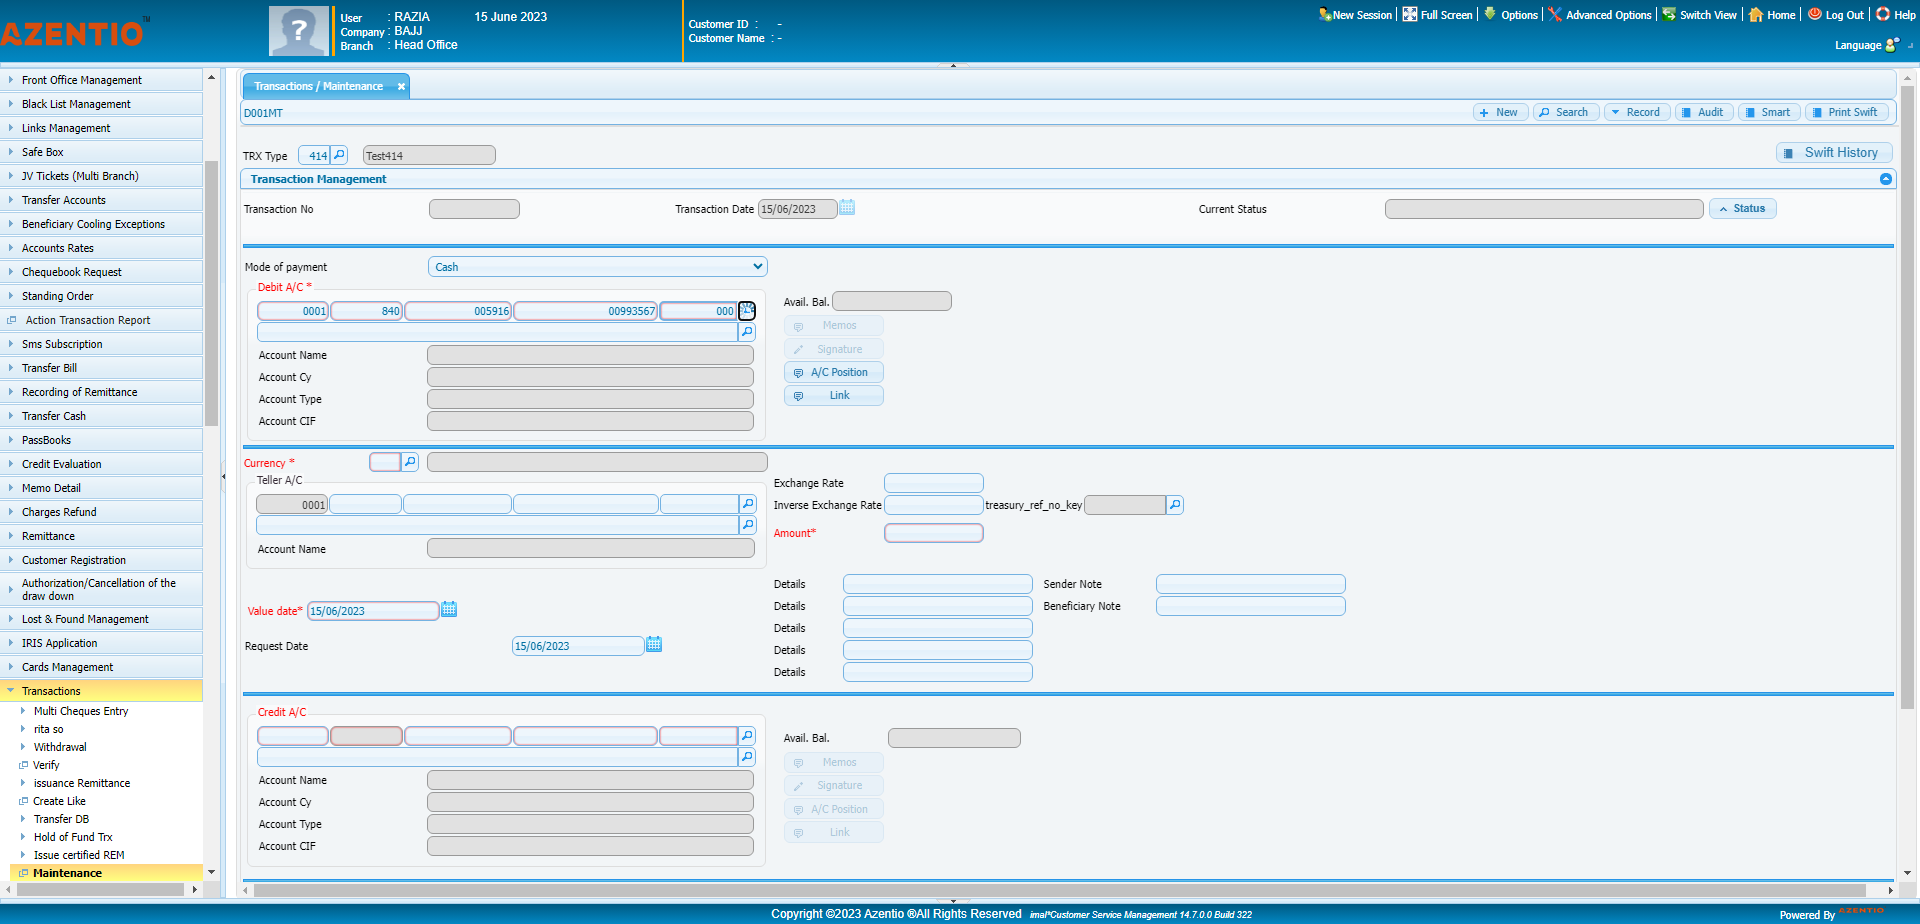 AZENTIO™
User : RAZIA 15 June 2023
Company : BAJJ
Branch : Head Office
Customer ID : -
Customer Name : -
New Session | Full Screen | Options | Advanced Options | Switch View | Home | Log Out | Help
Language
Front Office Management
Black List Management
Links Management
Safe Box
JV Tickets (Multi Branch)
Transfer Accounts
Beneficiary Cooling Exceptions
Accounts Rates
Chequebook Request
Standing Order
Action Transaction Report
Sms Subscription
Transfer Bill
Recording of Remittance
Transfer Cash
PassBooks
Credit Evaluation
Memo Detail
Charges Refund
Remittance
Customer Registration
Authorization/Cancellation of the
draw down
Lost & Found Management
IRIS Application
Cards Management
Transactions
Multi Cheques Entry
rita so
Withdrawal
Verify
issuance Remittance
Create Like
Transfer DB
Hold of Fund Trx
Issue certified REM
Maintenance
Transactions / Maintenance
D001MT
New Search Record Audit Smart Print Swift
TRX Type 414 Test414 Swift History
Transaction Management
Transaction No Transaction Date 15/06/2023 Current Status Status
Mode of payment Cash
Debit A/C *
0001 840 005916 00993567 000
Account Name
Account Cy
Account Type
Account CIF
Avail. Bal.
Memos
Signature
A/C Position
Link
Currency *
Teller A/C
0001
Account Name
Exchange Rate
Inverse Exchange Rate treasury_ref_no_key
Amount*
Value date* 15/06/2023
Request Date 15/06/2023
Details Sender Note
Details Beneficiary Note
Details
Details
Details
Credit A/C
Account Name
Account Cy
Account Type
Account CIF
Avail. Bal.
Memos
Signature
A/C Position
Link
Copyright ©2023 Azentio ®All Rights Reserved imal*Customer Service Management 14.7.0.0 Build 322
Powered By AZENTIO